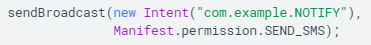 sendBroadcast(new Intent("com.example.NOTIFY"),
Manifest.permission.SEND_SMS);